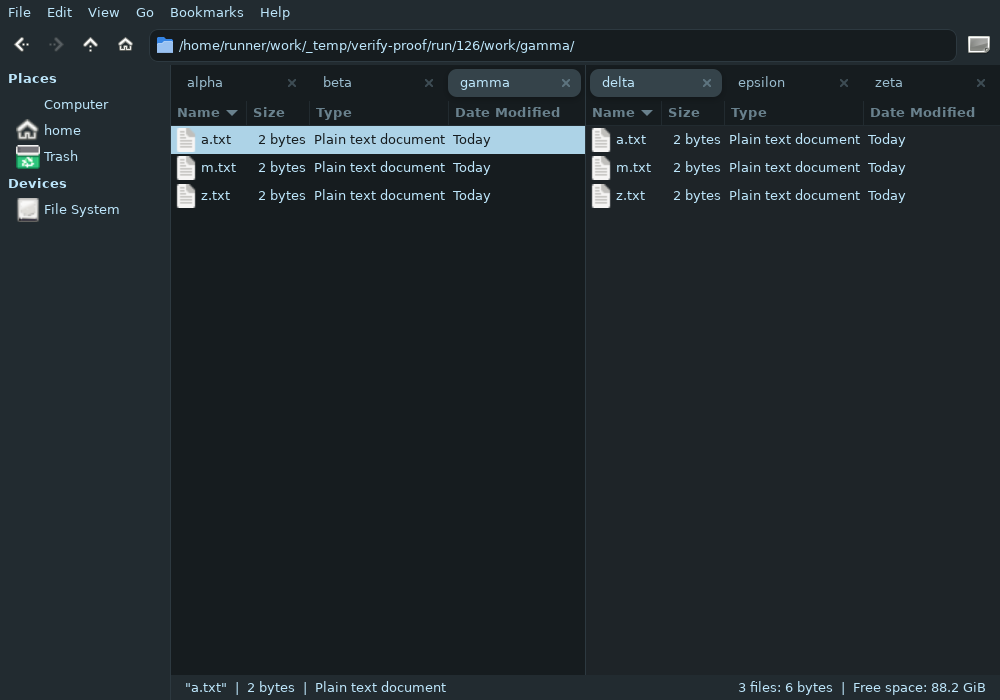 File Edit View Go Bookmarks Help
/home/runner/work/_temp/verify-proof/run/126/work/gamma/
Places
Computer
home
Trash
Devices
File System
alpha beta gamma
Name Size Type Date Modified
a.txt 2 bytes Plain text document Today
m.txt 2 bytes Plain text document Today
z.txt 2 bytes Plain text document Today
delta epsilon zeta
Name Size Type Date Modified
a.txt 2 bytes Plain text document Today
m.txt 2 bytes Plain text document Today
z.txt 2 bytes Plain text document Today
"a.txt" | 2 bytes | Plain text document
3 files: 6 bytes | Free space: 88.2 GiB